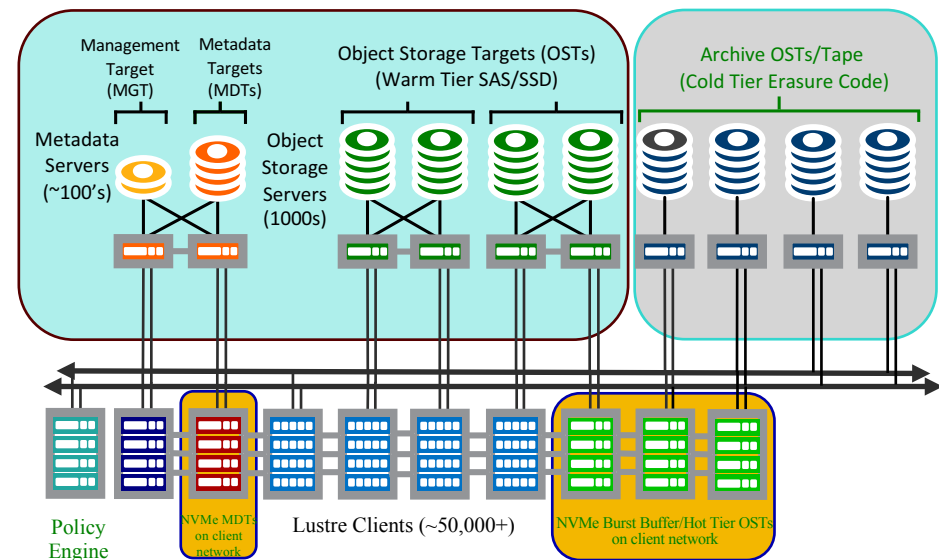 Management
Target
(MGT)
Metadata
Targets
(MDTs)
Object Storage Targets (OSTs)
(Warm Tier SAS/SSD)
Archive OSTs/Tape
(Cold Tier Erasure Code)
Metadata
Servers
(~100's)
Object
Storage
Servers
(1000s)
Policy
Engine
NVMe MDTs
on client
network
Lustre Clients (~50,000+)
NVMe Burst Buffer/Hot Tier OSTs
on client network